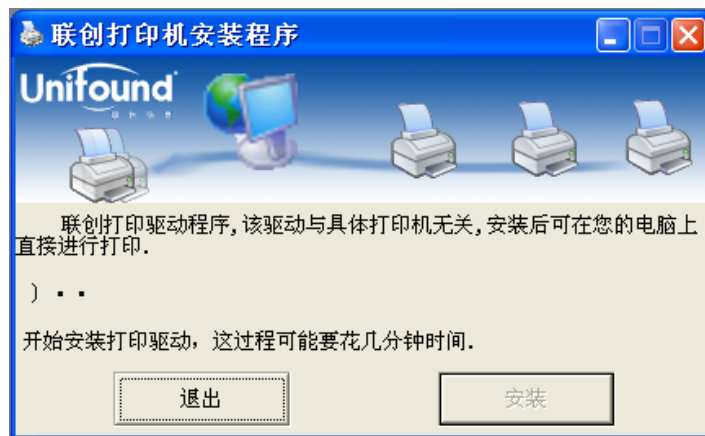 联创打印机安装程序
Unifound
联创打印驱动程序,该驱动与具体打印机无关,安装后可在您的电脑上
直接进行打印.
）▪▪
开始安装打印驱动，这过程可能要花几分钟时间.
退出
安装